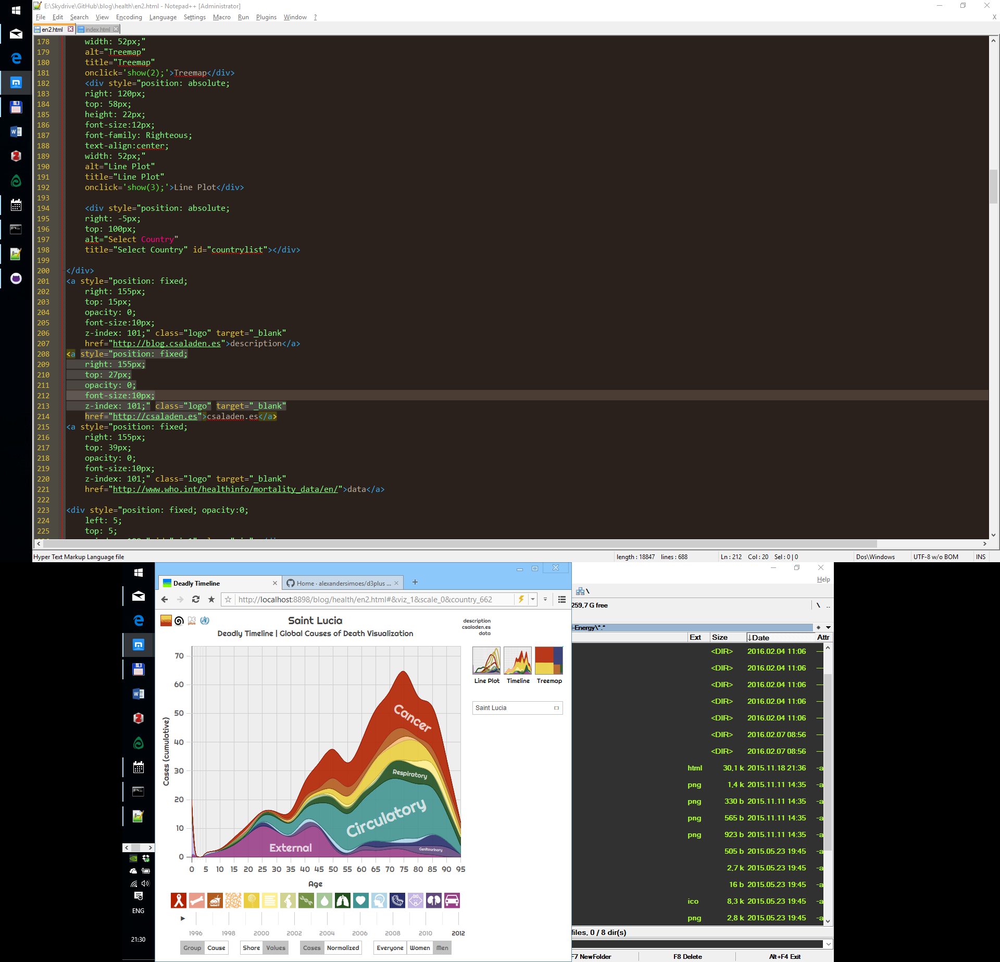 E:\Skydrive\GitHub\blog\health\en2.html - Notepad++ [Administrator]
File Edit Search View Encoding Language Settings Macro Run Plugins Window ? X
en2.html index.html
178 width: 52px;"
179 alt="Treemap"
180 title="Treemap"
181 onclick='show(2);'>Treemap</div>
182 <div style="position: absolute;
183 right: 120px;
184 top: 58px;
185 height: 22px;
186 font-size:12px;
187 font-family: Righteous;
188 text-align:center;
189 width: 52px;"
190 alt="Line Plot"
191 title="Line Plot"
192 onclick='show(3);'>Line Plot</div>
193
194 <div style="position: absolute;
195 right: -5px;
196 top: 100px;
197 alt="Select Country"
198 title="Select Country" id="countrylist"></div>
199
200 </div>
201 <a style="position: fixed;
202 right: 155px;
203 top: 15px;
204 opacity: 0;
205 font-size:10px;
206 z-index: 101;" class="logo" target="_blank"
207 href="http://blog.csaladen.es">description</a>
208 <a style="position: fixed;
209 right: 155px;
210 top: 27px;
211 opacity: 0;
212 font-size:10px;
213 z-index: 101;" class="logo" target="_blank"
214 href="http://csaladen.es">csaladen.es</a>
215 <a style="position: fixed;
216 right: 155px;
217 top: 39px;
218 opacity: 0;
219 font-size:10px;
220 z-index: 101;" class="logo" target="_blank"
221 href="http://www.who.int/healthinfo/mortality_data/en/">data</a>
222
223 <div style="position: fixed; opacity:0;
224 left: 5;
225 top: 5;
Hyper Text Markup Language file length : 18847 lines : 688 Ln : 212 Col : 20 Sel : 0 | 0 Dos\Windows UTF-8 w/o BOM INS
Deadly Timeline
Home · alexandersimoes/d3plus ...
http://localhost:8898/blog/health/en2.html#&viz_1&scale_0&country_662
D3 plus
Saint Lucia
Deadly Timeline | Global Causes of Death Visualization
description
csaladen.es
data
Line Plot Timeline Treemap
Saint Lucia
Cases (cumulative)
70
60
50
40
30
20
10
0
Cancer
Respiratory
Circulatory
External
Genitourinary
0 5 10 15 20 25 30 35 40 45 50 55 60 65 70 75 80 85 90 95
Age
1996 1998 2000 2002 2004 2006 2008 2010 2012
Group Cause Share Values Cases Normalized Everyone Women Men
ENG
21:30
Help
\
259,7 G free \ ..
-Energy\*.* *
Ext Size ↓Date Attr
<DIR> 2016.02.04 11:06 —
<DIR> 2016.02.04 11:06 —
<DIR> 2016.02.04 11:06 —
<DIR> 2016.02.04 11:06 —
<DIR> 2016.02.04 11:06 —
<DIR> 2016.02.07 08:56 —
<DIR> 2016.02.07 08:56 —
html 30,1 k 2015.11.18 21:36 -a
png 1,4 k 2015.11.11 14:35 -a
png 330 b 2015.11.11 14:35 -a
png 565 b 2015.11.11 14:35 -a
png 923 b 2015.11.11 14:35 -a
505 b 2015.05.23 19:45 -a
2,7 k 2015.05.23 19:45 -a
16 b 2015.05.23 19:45 -a
ico 8,3 k 2015.05.23 19:45 -a
png 2,8 k 2015.05.23 19:45 -a
files, 0 / 8 dir(s)
F7 NewFolder F8 Delete Alt+F4 Exit